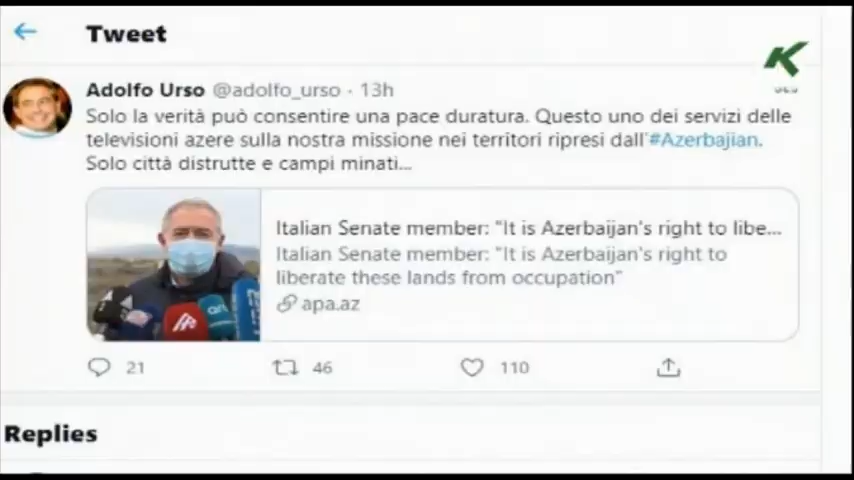 Tweet
Adolfo Urso @adolfo_urso · 13h
Solo la verità può consentire una pace duratura. Questo uno dei servizi delle
televisioni azere sulla nostra missione nei territori ripresi dall'#Azerbajian.
Solo città distrutte e campi minati...
Italian Senate member: "It is Azerbaijan's right to libe...
Italian Senate member: "It is Azerbaijan's right to
liberate these lands from occupation"
apa.az
21 46 110
Replies